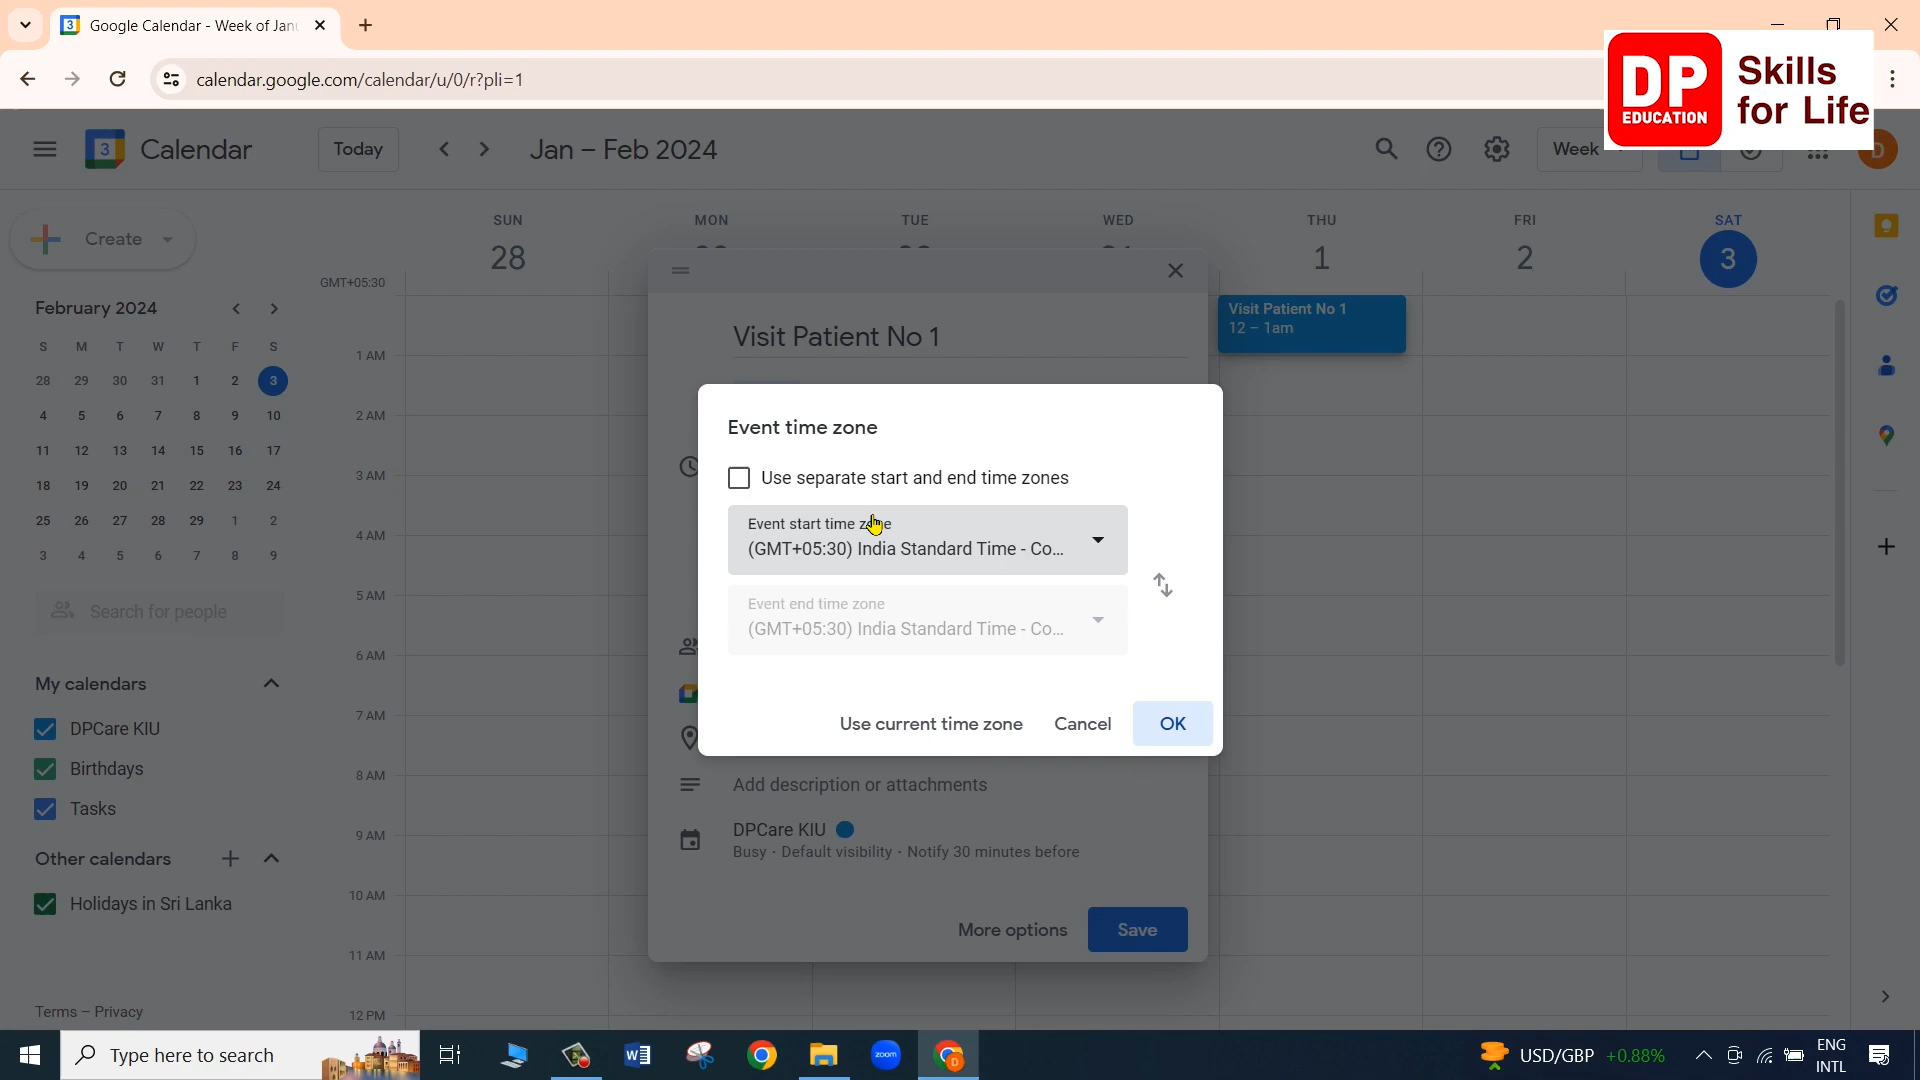 Google Calendar - Week of Jan
calendar.google.com/calendar/u/0/r?pli=1
DP
EDUCATION
Skills
for Life
Calendar
Today
Jan – Feb 2024
Week
D
Create
SUN
MON
TUE
WED
THU
FRI
SAT
28
1
2
3
GMT+05:30
Visit Patient No 1
12 – 1am
February 2024
S M T W T F S
28 29 30 31 1 2 3
4 5 6 7 8 9 10
11 12 13 14 15 16 17
18 19 20 21 22 23 24
25 26 27 28 29 1 2
3 4 5 6 7 8 9
Search for people
My calendars
DPCare KIU
Birthdays
Tasks
Other calendars
Holidays in Sri Lanka
Terms – Privacy
1 AM
2 AM
3 AM
4 AM
5 AM
6 AM
7 AM
8 AM
9 AM
10 AM
11 AM
12 PM
Visit Patient No 1
Event time zone
Use separate start and end time zones
Event start time zone
(GMT+05:30) India Standard Time - Co...
Event end time zone
(GMT+05:30) India Standard Time - Co...
Use current time zone
Cancel
OK
Add description or attachments
DPCare KIU
Busy · Default visibility · Notify 30 minutes before
More options
Save
Type here to search
zoom
USD/GBP +0.88%
ENG
INTL